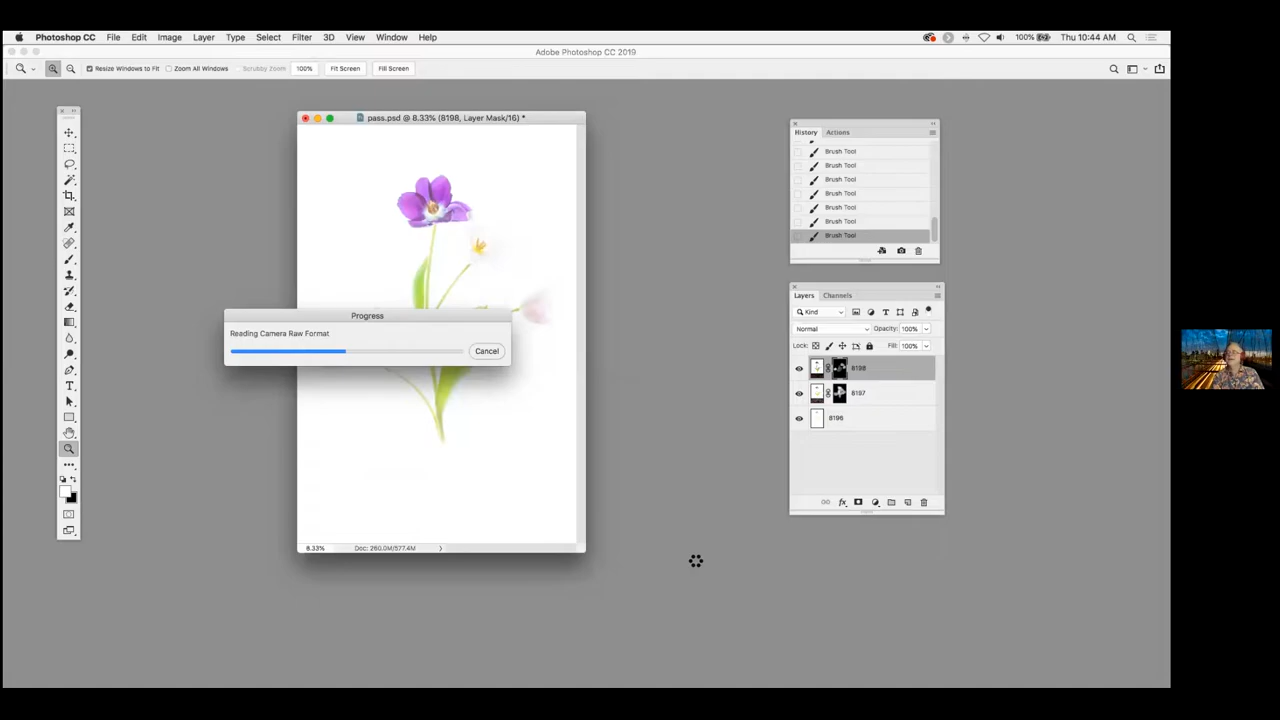 Photoshop CC File Edit Image Layer Type Select Filter 3D View Window Help 100% Thu 10:44 AM
Adobe Photoshop CC 2019
Resize Windows to Fit Zoom All Windows Scrubby Zoom 100% Fit Screen Fill Screen
pass.psd @ 8.33% (8198, Layer Mask/16) *
History Actions
Brush Tool
Brush Tool
Brush Tool
Brush Tool
Brush Tool
Brush Tool
Brush Tool
Layers Channels
Kind
Normal Opacity: 100%
Lock: Fill: 100%
8198
8197
8196
fx
Progress
Reading Camera Raw Format
Cancel
8.33% Doc: 260.0M/577.4M